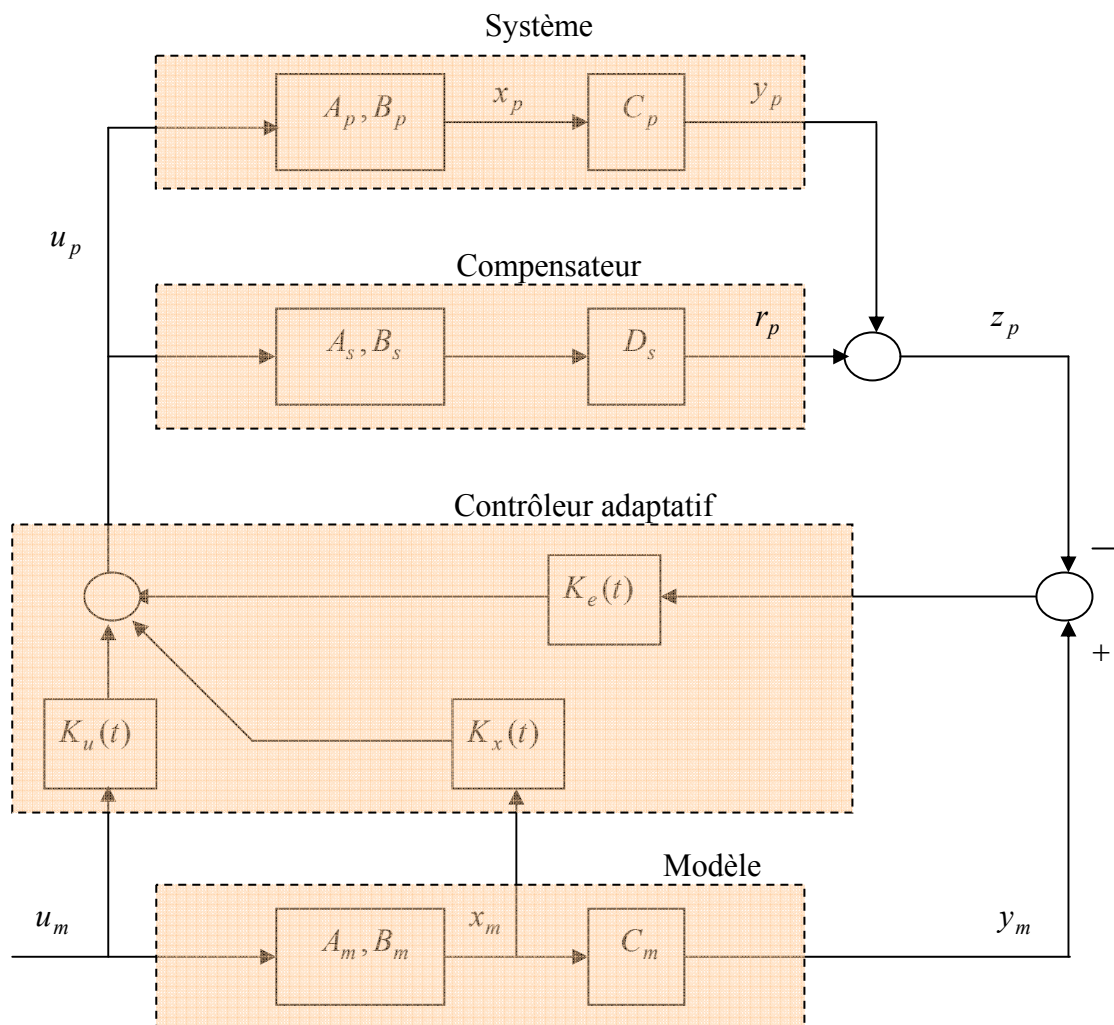 Système
A_p, B_p
x_p
C_p
y_p
u_p
Compensateur
A_s, B_s
D_s
r_p
z_p
Contrôleur adaptatif
K_e(t)
−
+
K_u(t)
K_x(t)
Modèle
u_m
A_m, B_m
x_m
C_m
y_m